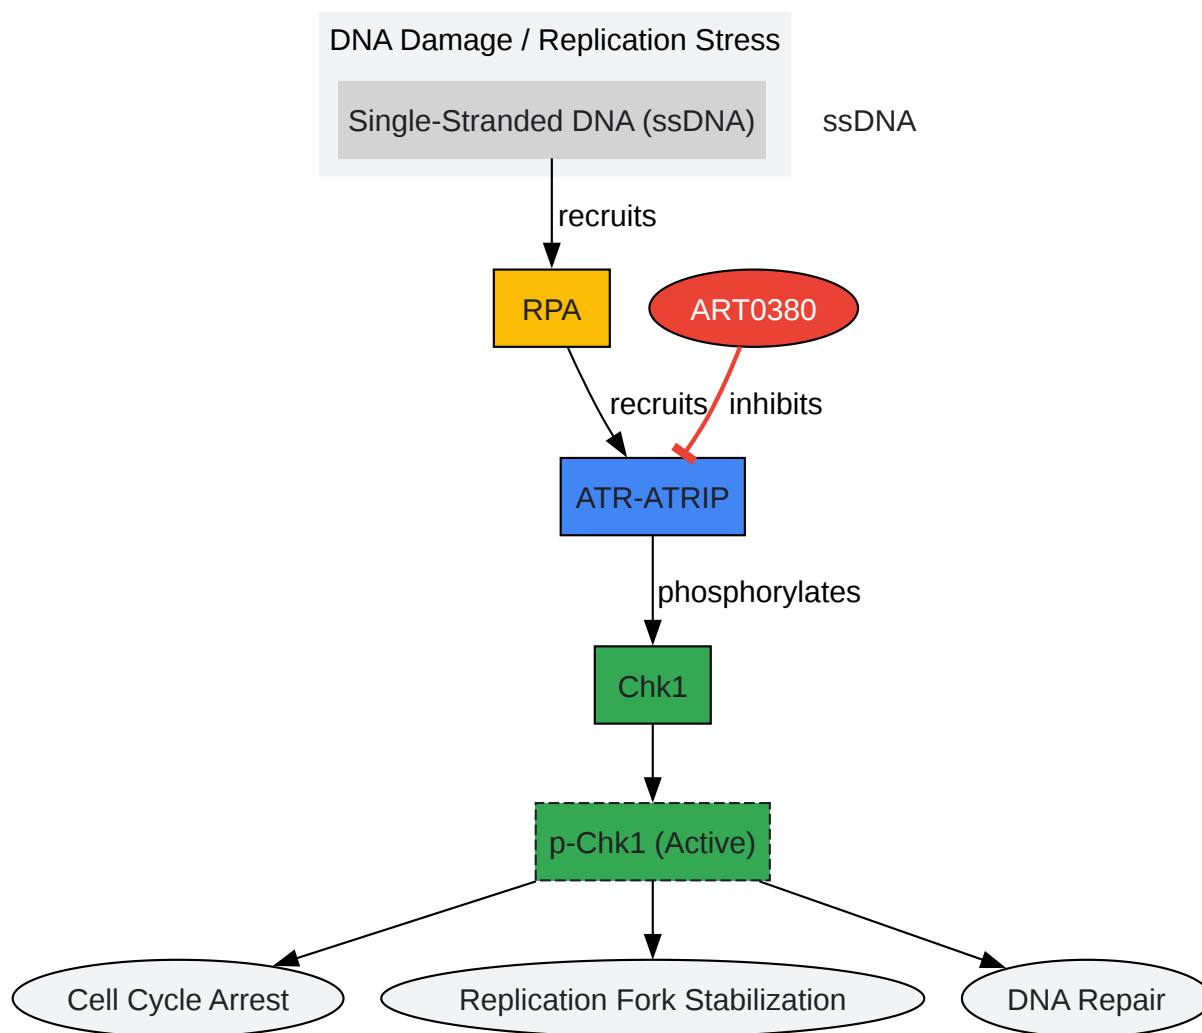 DNA Damage / Replication Stress
Single-Stranded DNA (ssDNA)
ssDNA
recruits
RPA
ART0380
recruits
inhibits
ATR-ATRIP
phosphorylates
Chk1
p-Chk1 (Active)
Cell Cycle Arrest
Replication Fork Stabilization
DNA Repair